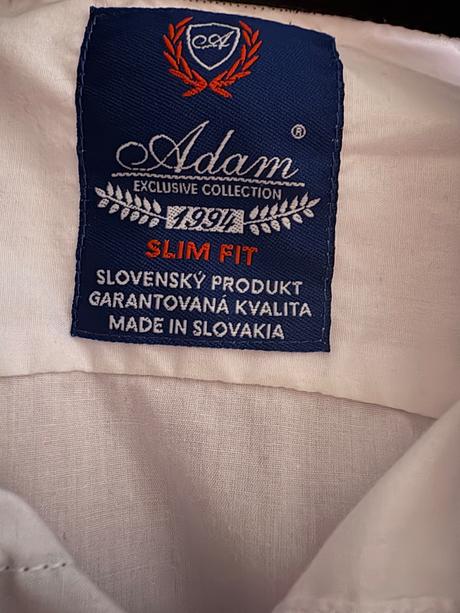 A
Adam ®
EXCLUSIVE COLLECTION
1994
SLIM FIT
SLOVENSKÝ PRODUKT
GARANTOVANÁ KVALITA
MADE IN SLOVAKIA